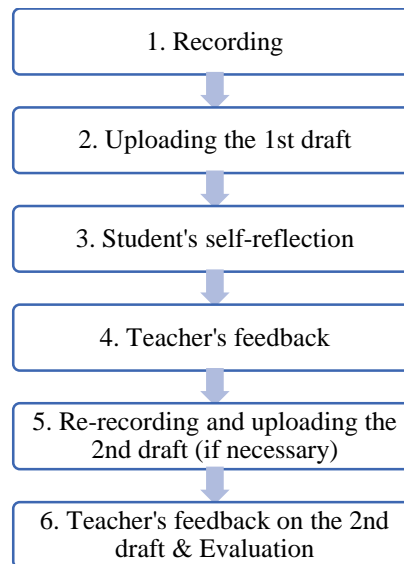 1. Recording
2. Uploading the 1st draft
3. Student's self-reflection
4. Teacher's feedback
5. Re-recording and uploading the
2nd draft (if necessary)
6. Teacher's feedback on the 2nd
draft & Evaluation